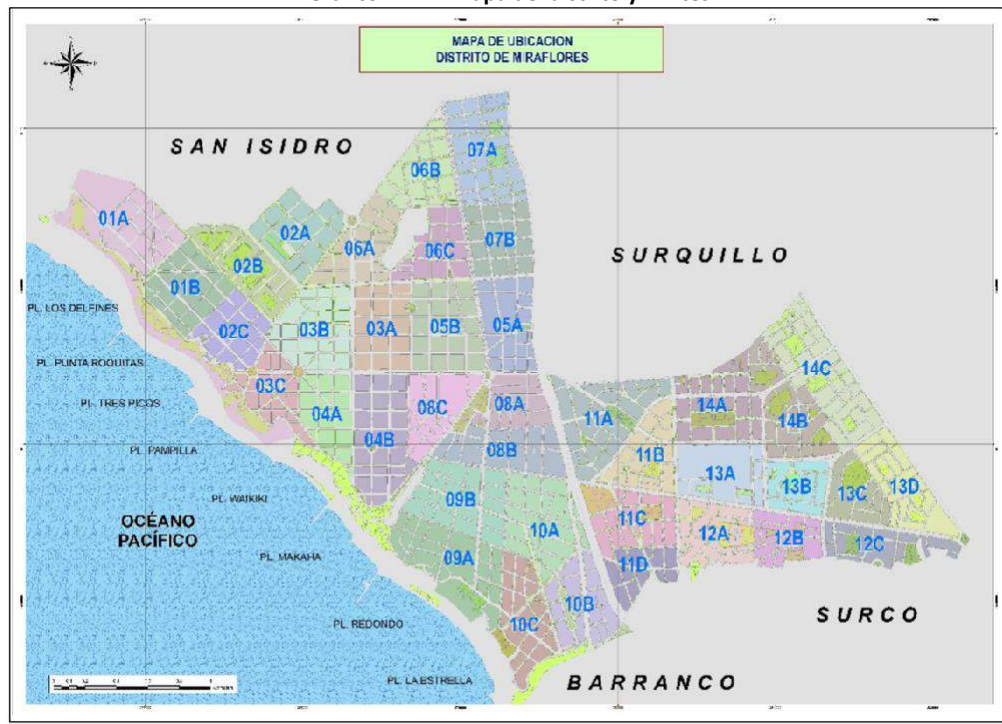 MAPA DE UBICACION
DISTRITO DE MIRAFLORES
SAN ISIDRO
07A
06B
01A
02A
06A
06C
07B
SURQUILLO
02B
01B
PL. LOS DELFINES
02C
03B
03A
05B
05A
PL. PUNTA ROQUITAS
14C
03C
PL. TRES PICOS
04A
08C
08A
11A
14A
14B
04B
08B
11B
PL. PAMPILLA
13A
13B
13C
13D
PL. WAIKIKI
09B
10A
11C
OCÉANO
PACÍFICO
12A
12B
12C
PL. MAKAHA
09A
11D
10B
10C
PL. REDONDO
SURCO
PL. LA ESTRELLA
BARRANCO